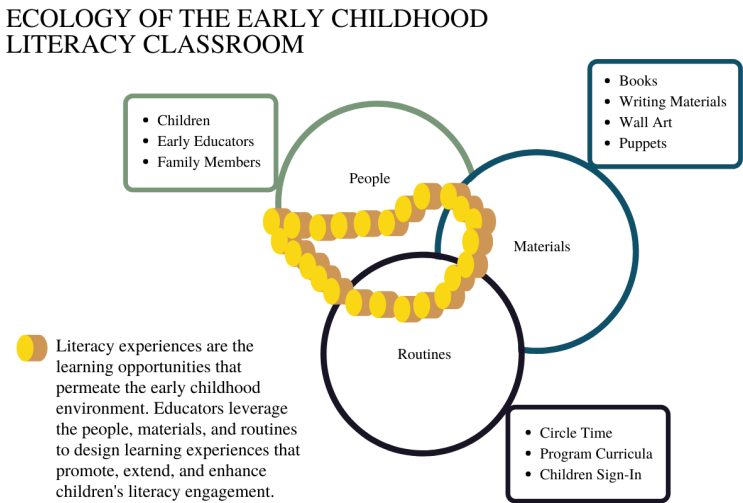 ECOLOGY OF THE EARLY CHILDHOOD
LITERACY CLASSROOM
Children
Early Educators
Family Members
People
Books
Writing Materials
Wall Art
Puppets
Materials
Routines
Literacy experiences are the
learning opportunities that
permeate the early childhood
environment. Educators leverage
the people, materials, and routines
to design learning experiences that
promote, extend, and enhance
children's literacy engagement.
Circle Time
Program Curricula
Children Sign-In